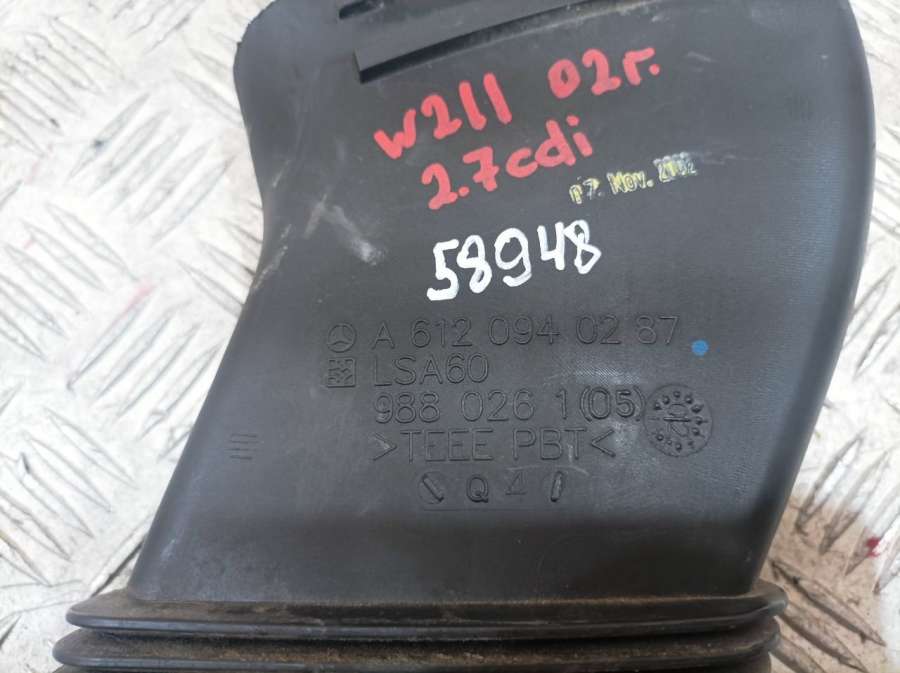 w211 02г.
2.7cdi
07. Nov. 2002
58948
A 612 094 02 87
LSA60
988 026 1 (05)
>TEEE PBT<
Q 4